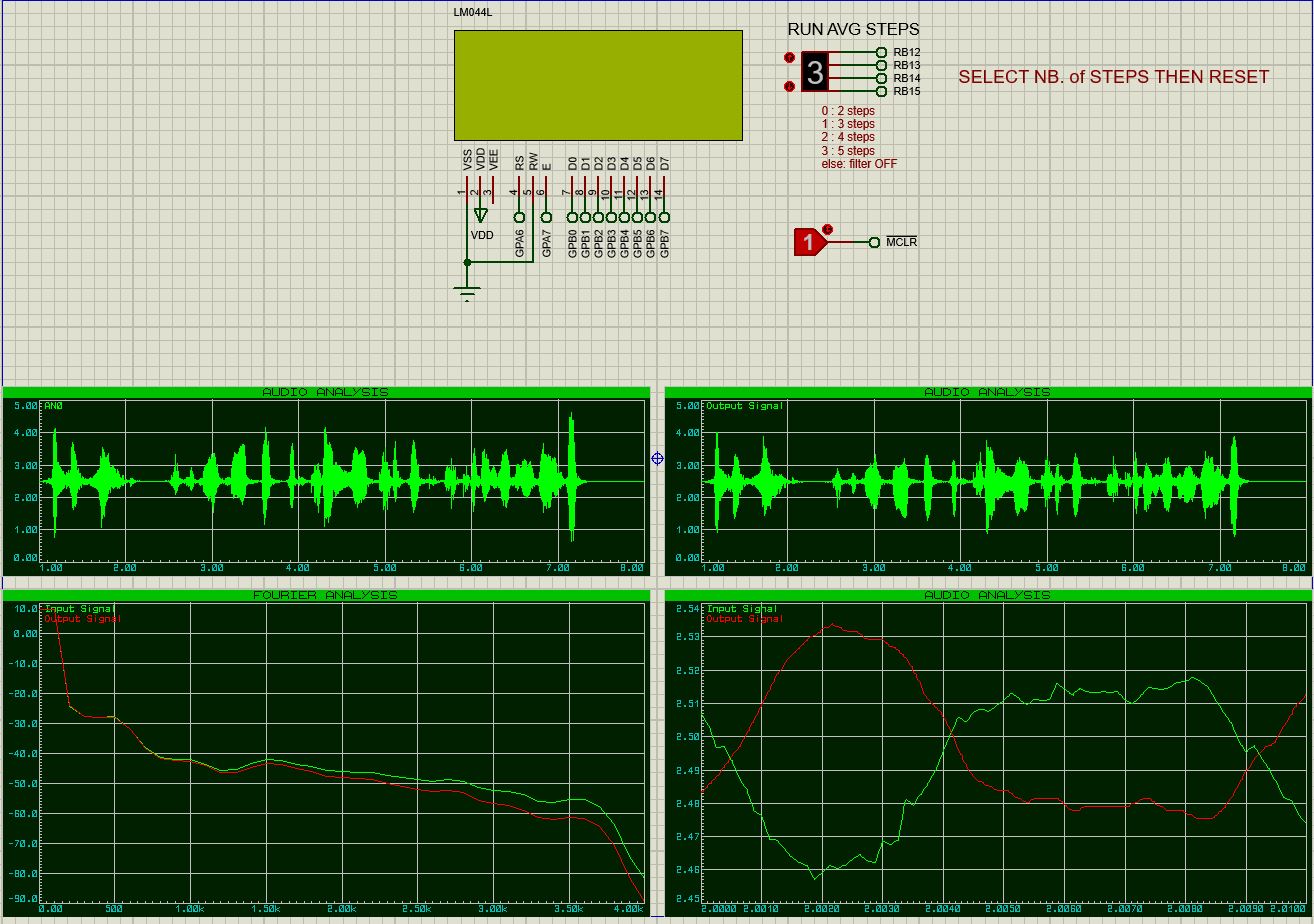 LM044L
RUN AVG STEPS
3
RB12
RB13
RB14
RB15
SELECT NB. of STEPS THEN RESET
0 : 2 steps
1 : 3 steps
2 : 4 steps
3 : 5 steps
else: filter OFF
VSS VDD VEE RS RW E D0 D1 D2 D3 D4 D5 D6 D7
1 2 3 4 5 6 7 8 9 10 11 12 13 14
VDD
GPA6 GPA7 GPB0 GPB1 GPB2 GPB3 GPB4 GPB5 GPB6 GPB7
1
MCLR
AUDIO ANALYSIS
AN0
5.00
4.00
3.00
2.00
1.00
0.00
1.00 2.00 3.00 4.00 5.00 6.00 7.00 8.00
AUDIO ANALYSIS
Output Signal
5.00
4.00
3.00
2.00
1.00
0.00
1.00 2.00 3.00 4.00 5.00 6.00 7.00 8.00
FOURIER ANALYSIS
Input Signal
Output Signal
10.0
0.00
-10.0
-20.0
-30.0
-40.0
-50.0
-60.0
-70.0
-80.0
-90.0
0.00 500 1.00k 1.50k 2.00k 2.50k 3.00k 3.50k 4.00k
AUDIO ANALYSIS
Input Signal
Output Signal
2.54
2.53
2.52
2.51
2.50
2.49
2.48
2.47
2.46
2.45
2.0000 2.0010 2.0020 2.0030 2.0040 2.0050 2.0060 2.0070 2.0080 2.0090 2.0100